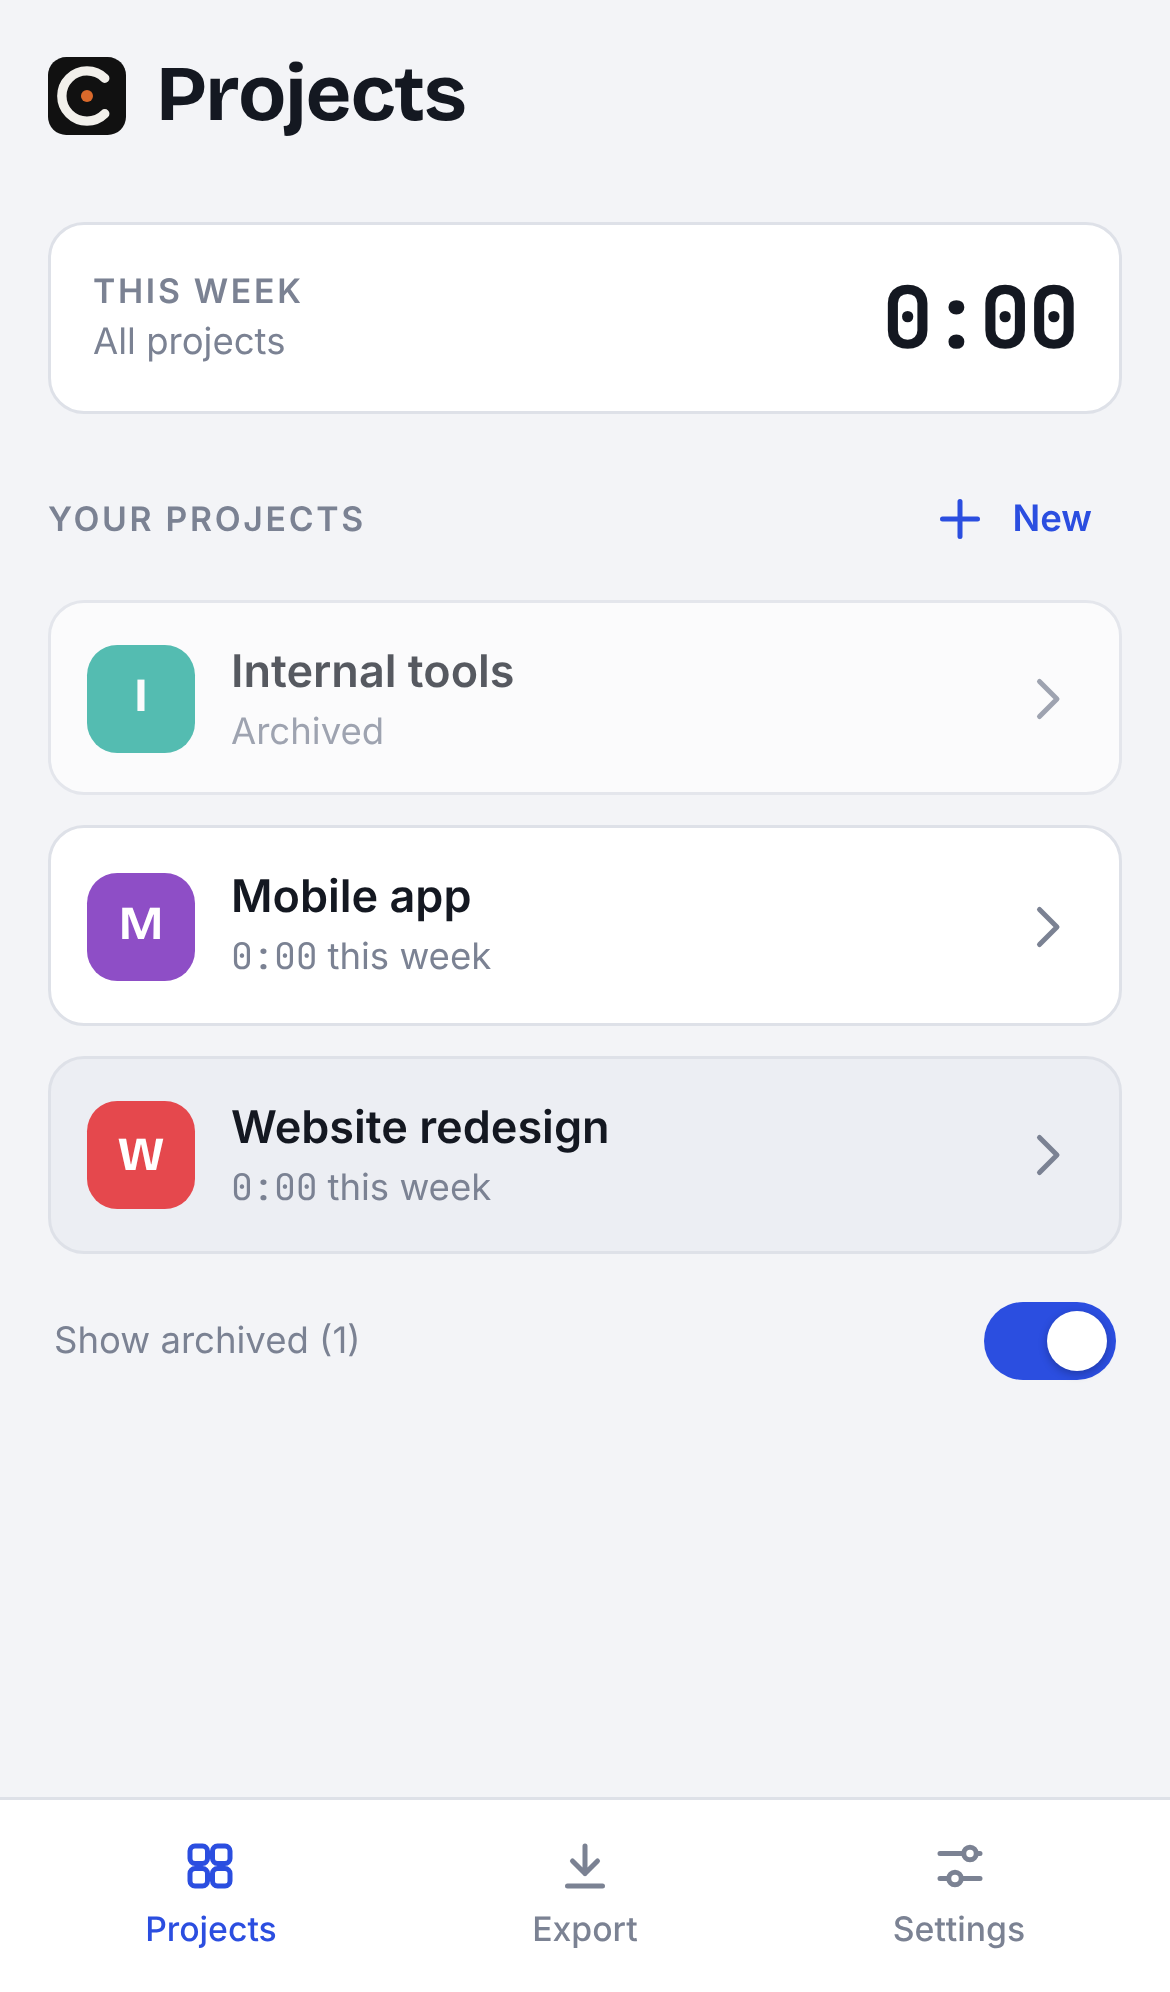 Projects
THIS WEEK
All projects
0:00
YOUR PROJECTS
New
I
Internal tools
Archived
M
Mobile app
0:00 this week
W
Website redesign
0:00 this week
Show archived (1)
Projects
Export
Settings